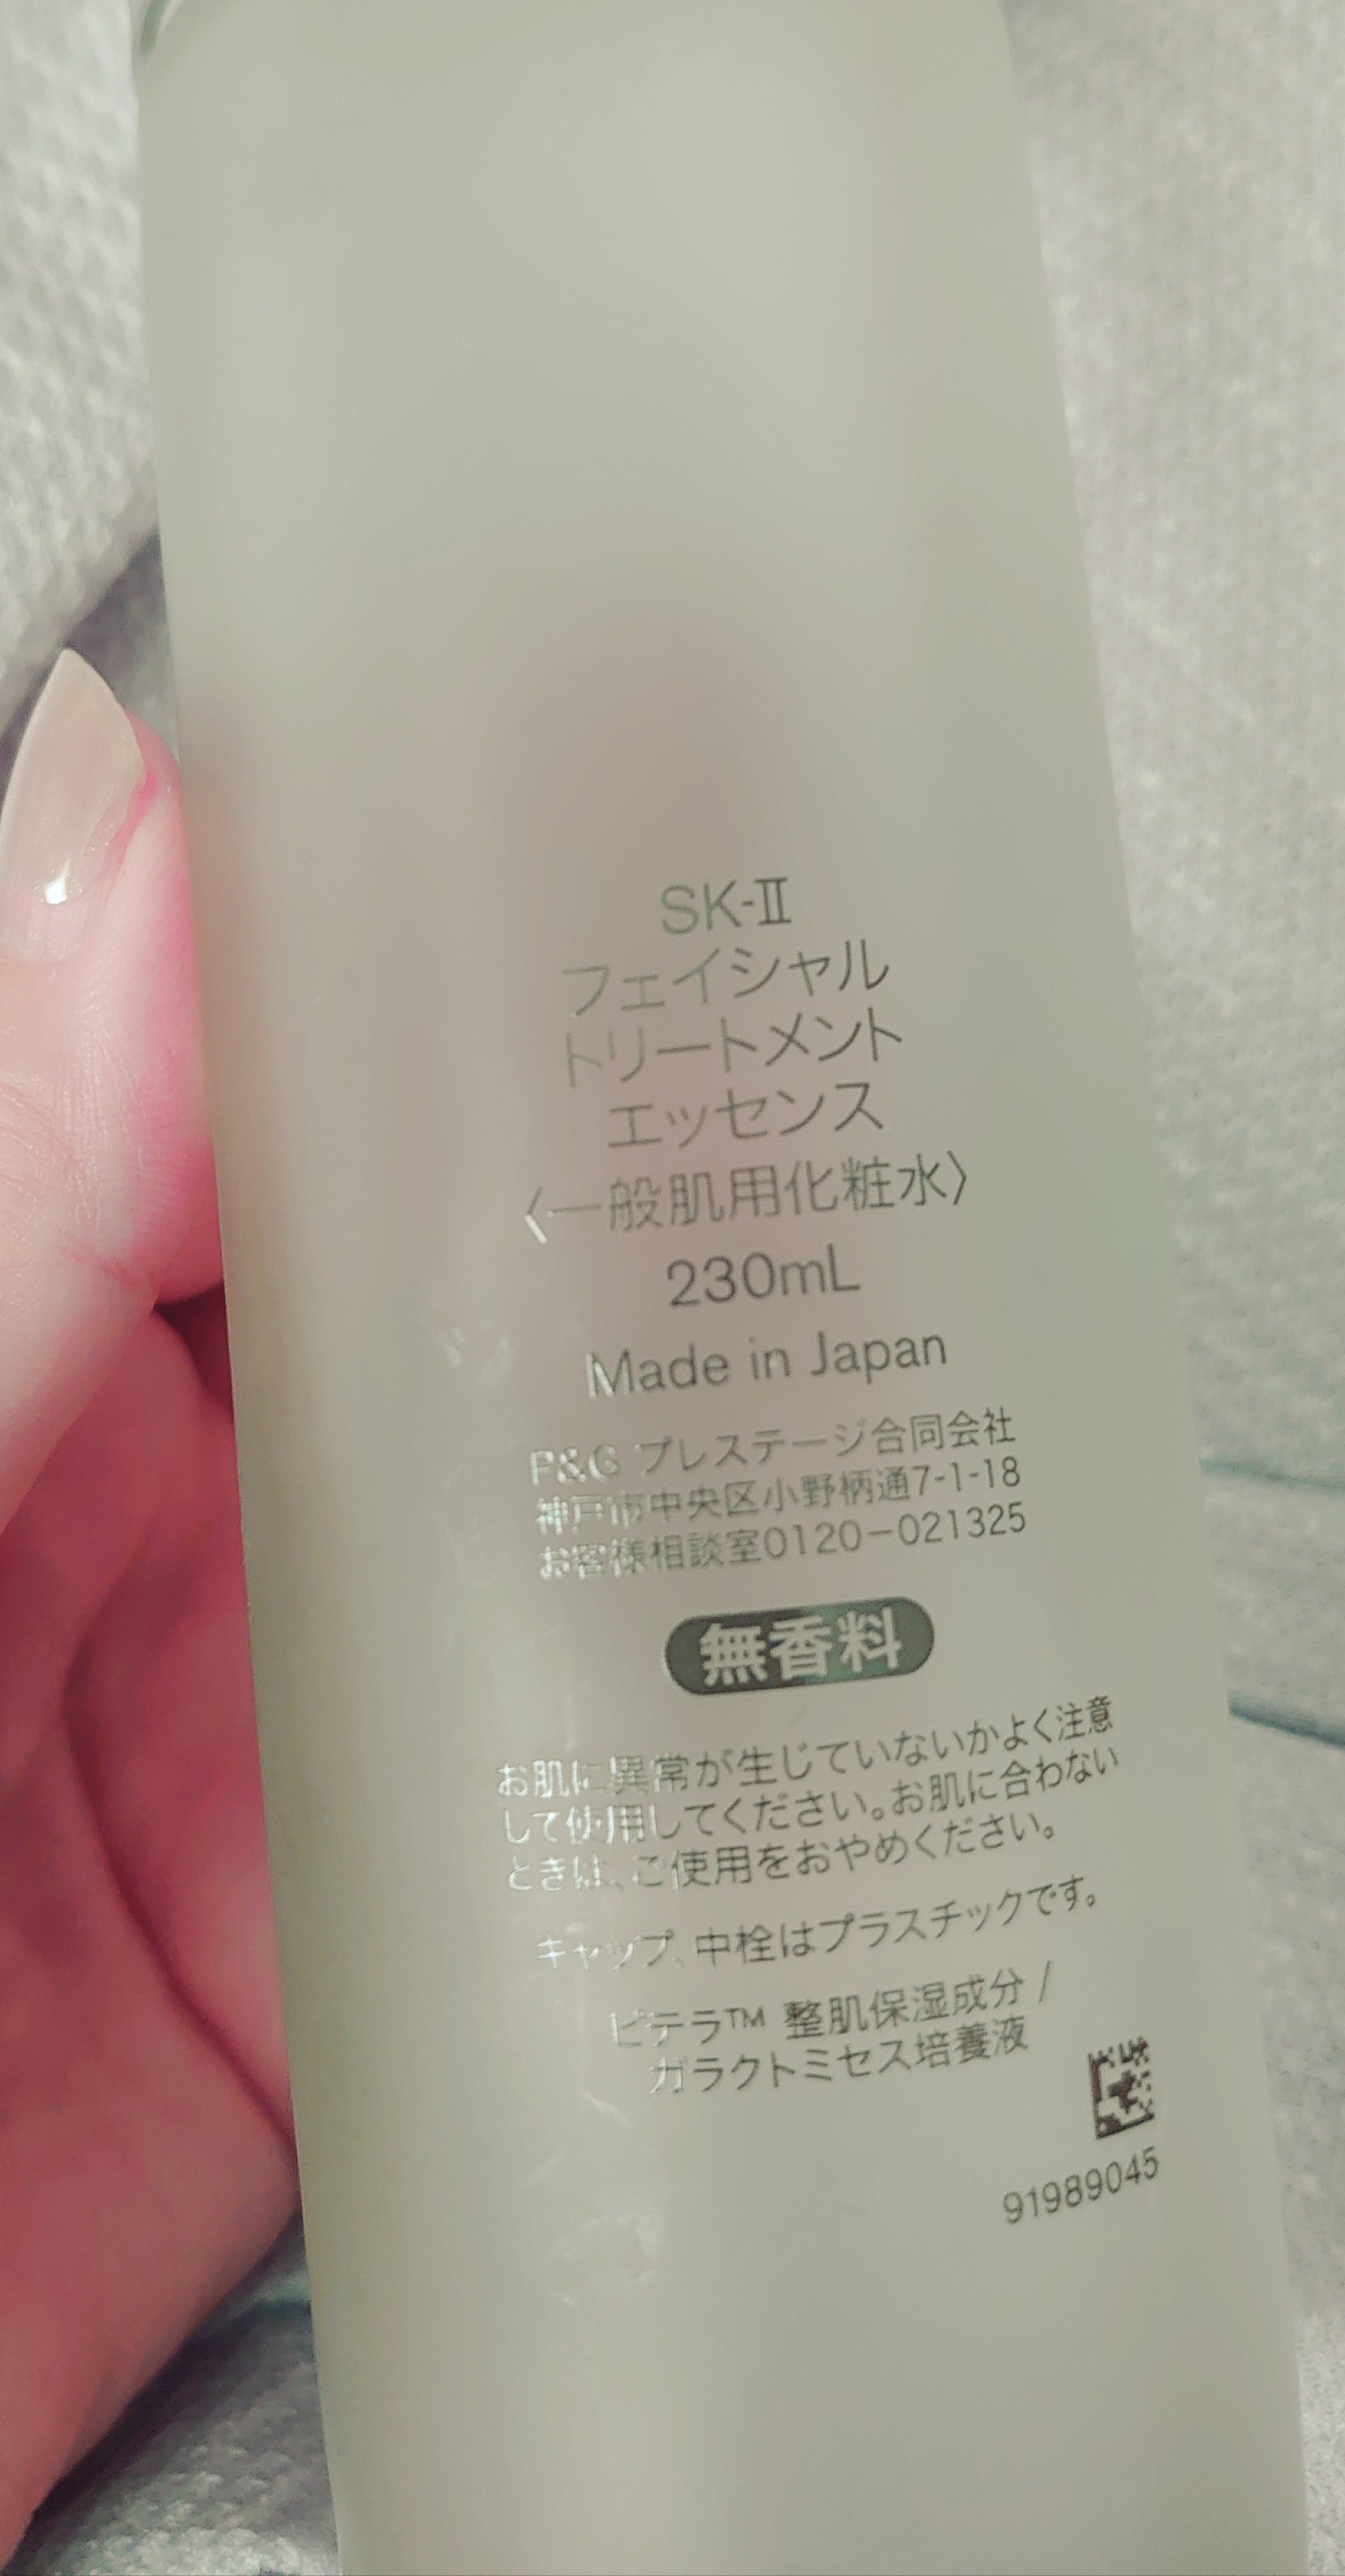 SK-Ⅱ
フェイシャル
トリートメント
エッセンス
〈一般肌用化粧水〉
230mL
Made in Japan
P&G プレステージ合同会社
神戸市中央区小野柄通7-1-18
お客様相談室0120-021325
無香料
お肌に異常が生じていないかよく注意
して使用してください。お肌に合わない
ときは、ご使用をおやめください。
キャップ、中栓はプラスチックです。
ピテラ™ 整肌保湿成分/
ガラクトミセス培養液
91989045